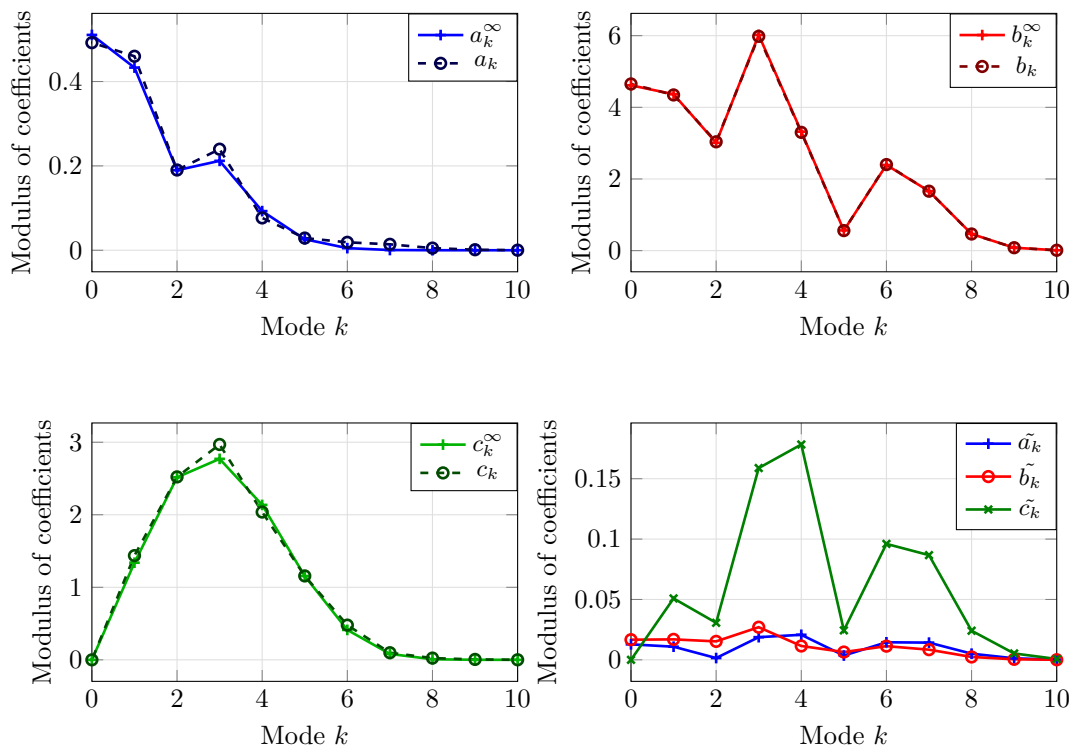 Modulus of coefficients
0.4
0.2
0
0 2 4 6 8 10
Mode k
a_k^∞
a_k
Modulus of coefficients
6
4
2
0
0 2 4 6 8 10
Mode k
b_k^∞
b_k
Modulus of coefficients
3
2
1
0
0 2 4 6 8 10
Mode k
c_k^∞
c_k
Modulus of coefficients
0.15
0.1
0.05
0
0 2 4 6 8 10
Mode k
ã_k
b̃_k
c̃_k